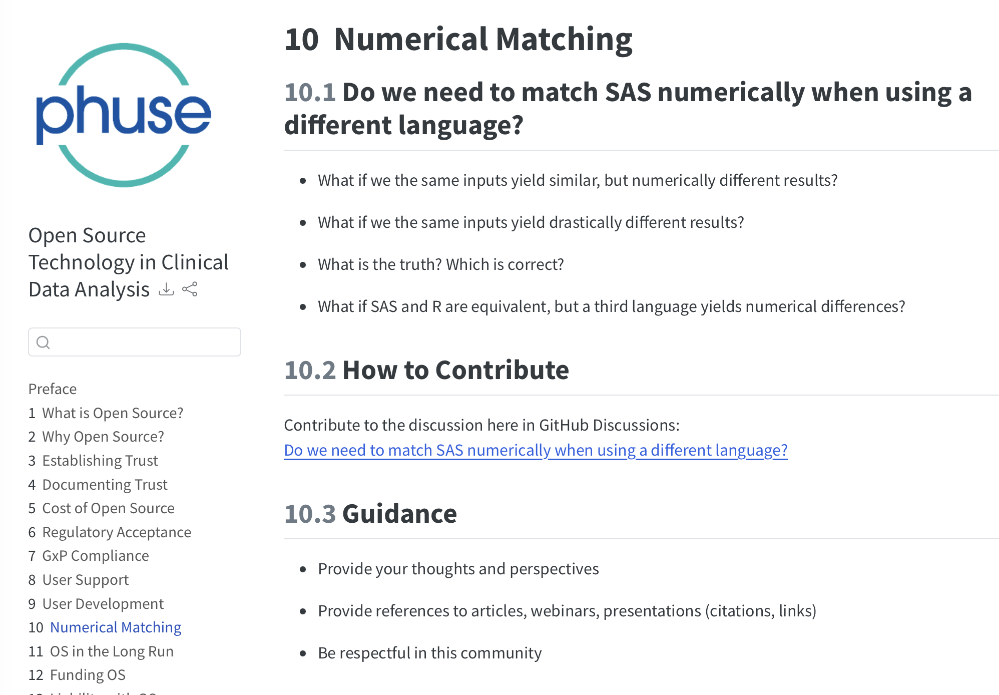 phuse
Open Source
Technology in Clinical
Data Analysis
Preface
1 What is Open Source?
2 Why Open Source?
3 Establishing Trust
4 Documenting Trust
5 Cost of Open Source
6 Regulatory Acceptance
7 GxP Compliance
8 User Support
9 User Development
10 Numerical Matching
11 OS in the Long Run
12 Funding OS
10 Numerical Matching
10.1 Do we need to match SAS numerically when using a
different language?
• What if we the same inputs yield similar, but numerically different results?
• What if we the same inputs yield drastically different results?
• What is the truth? Which is correct?
• What if SAS and R are equivalent, but a third language yields numerical differences?
10.2 How to Contribute
Contribute to the discussion here in GitHub Discussions:
Do we need to match SAS numerically when using a different language?
10.3 Guidance
• Provide your thoughts and perspectives
• Provide references to articles, webinars, presentations (citations, links)
• Be respectful in this community